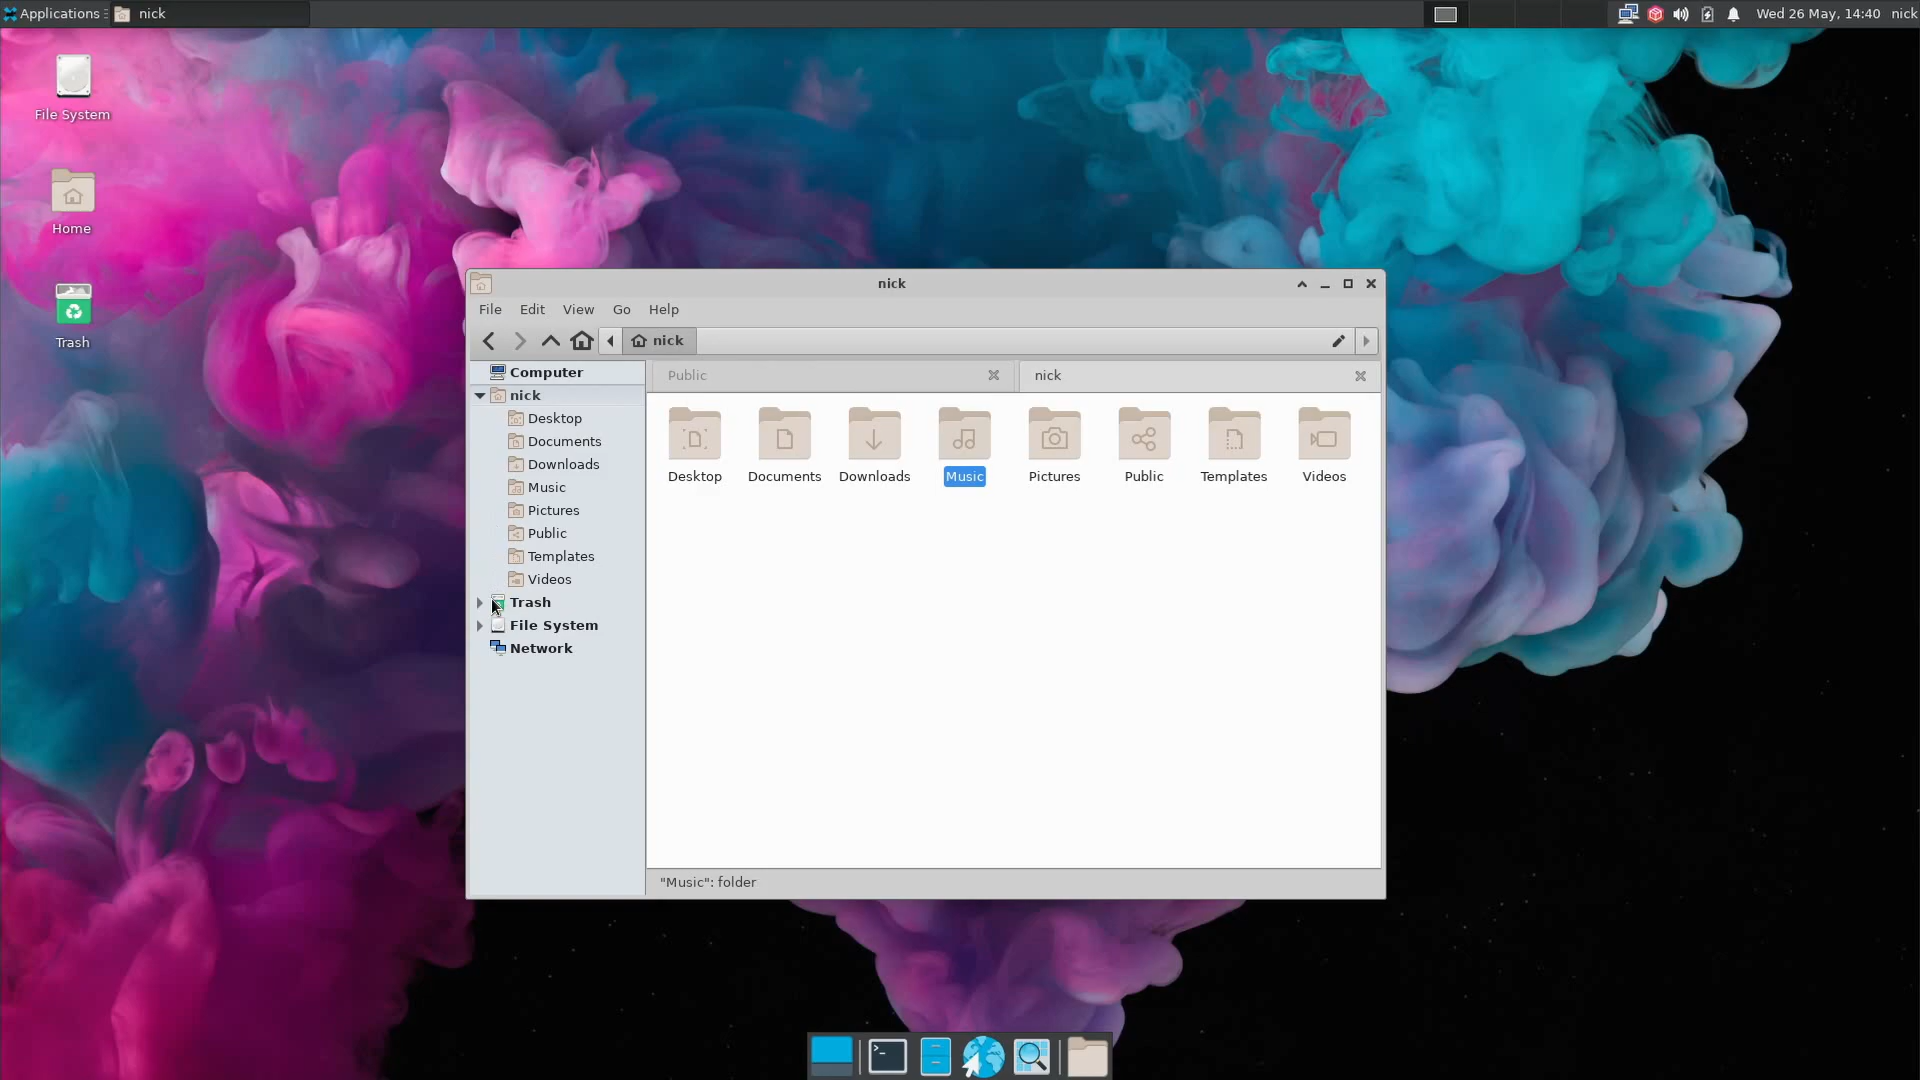 Applications
nick
Wed 26 May, 14:40 nick
File System
Home
Trash
nick
File Edit View Go Help
nick
Computer
nick
Desktop
Documents
Downloads
Music
Pictures
Public
Templates
Videos
Trash
File System
Network
Public
nick
Desktop Documents Downloads Music Pictures Public Templates Videos
"Music": folder